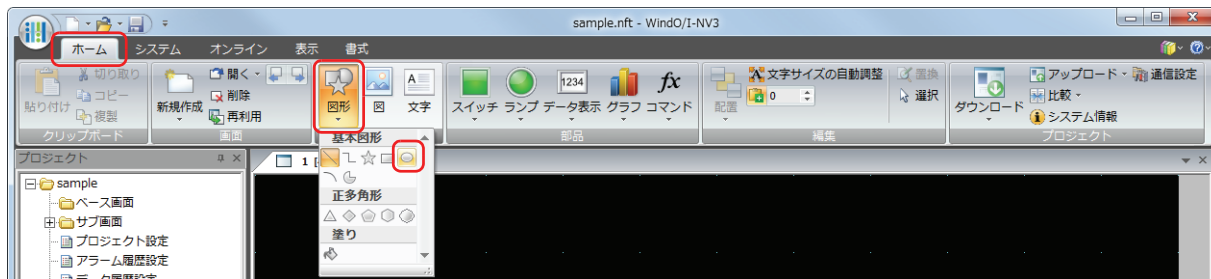 sample.nft - WindO/I-NV3
ホーム システム オンライン 表示 書式
切り取り
コピー
貼り付け
複製
クリップボード
新規作成
開く
削除
再利用
画面
図形 図 文字
A
1234
fx
スイッチ ランプ データ表示 グラフ コマンド
部品
配置
文字サイズの自動調整
0
置換
選択
編集
ダウンロード
アップロード
比較
システム情報
通信設定
プロジェクト
基本図形
正多角形
塗り
プロジェクト
1 [
sample
ベース画面
サブ画面
プロジェクト設定
アラーム履歴設定
データ履歴設定